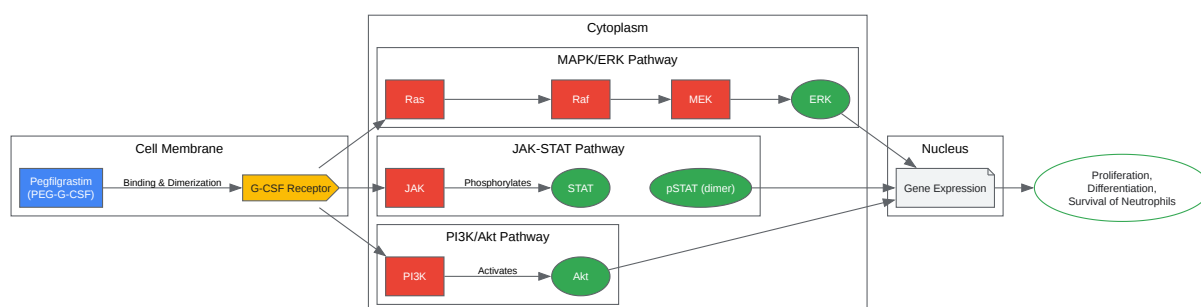 Cytoplasm
MAPK/ERK Pathway
Ras
Raf
MEK
ERK
Cell Membrane
Pegfilgrastim
(PEG-G-CSF)
Binding & Dimerization
G-CSF Receptor
JAK-STAT Pathway
JAK
Phosphorylates
STAT
pSTAT (dimer)
Nucleus
Gene Expression
Proliferation,
Differentiation,
Survival of Neutrophils
PI3K/Akt Pathway
PI3K
Activates
Akt